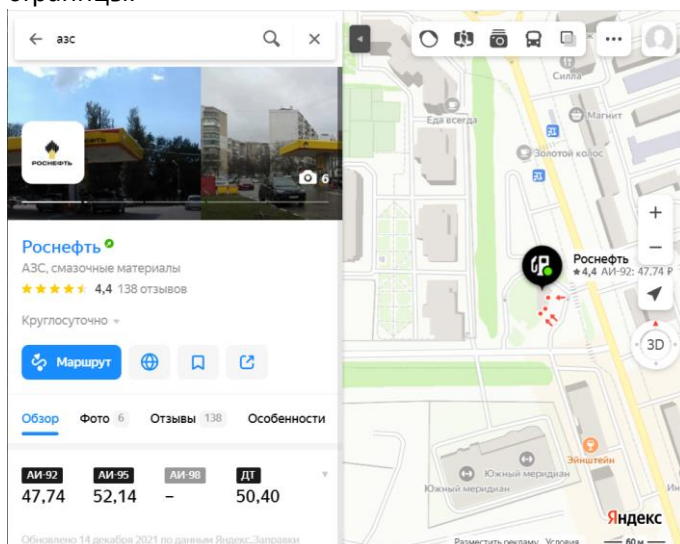 азс
РОСНЕФТЬ
6
Роснефть
АЗС, смазочные материалы
4,4 138 отзывов
Круглосуточно
Маршрут
Обзор Фото 6 Отзывы 138 Особенности
АИ-92 АИ-95 АИ-98 ДТ
47,74 52,14 – 50,40
Обновлено 14 декабря 2021 по данным Яндекс.Заправки
Силла
Магнит
Еда всегда
Золотой колос
Роснефть
4,4 АИ-92: 47.74 ₽
3D
Эйнштейн
Южный меридиан
Южный меридиан
Яндекс
Разместить рекламу Условия 60 м